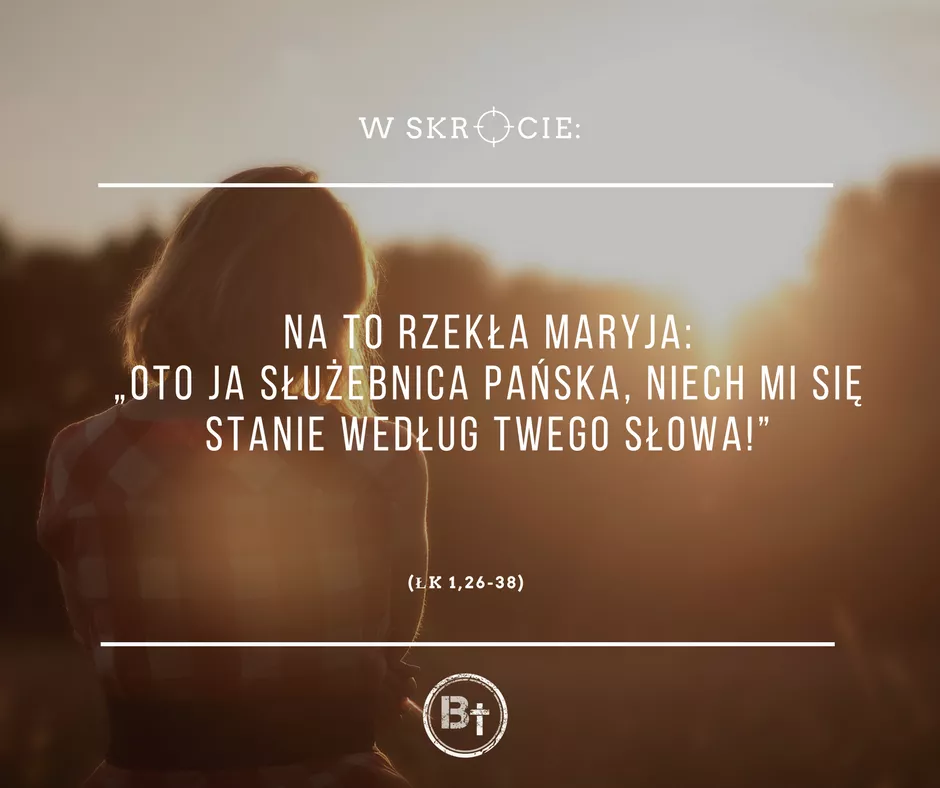 W SKRÓCIE:
NA TO RZEKŁA MARYJA:
„OTO JA SŁUŻEBNICA PAŃSKA, NIECH MI SIĘ
STANIE WEDŁUG TWEGO SŁOWA!”
(ŁK 1,26-38)
Bt